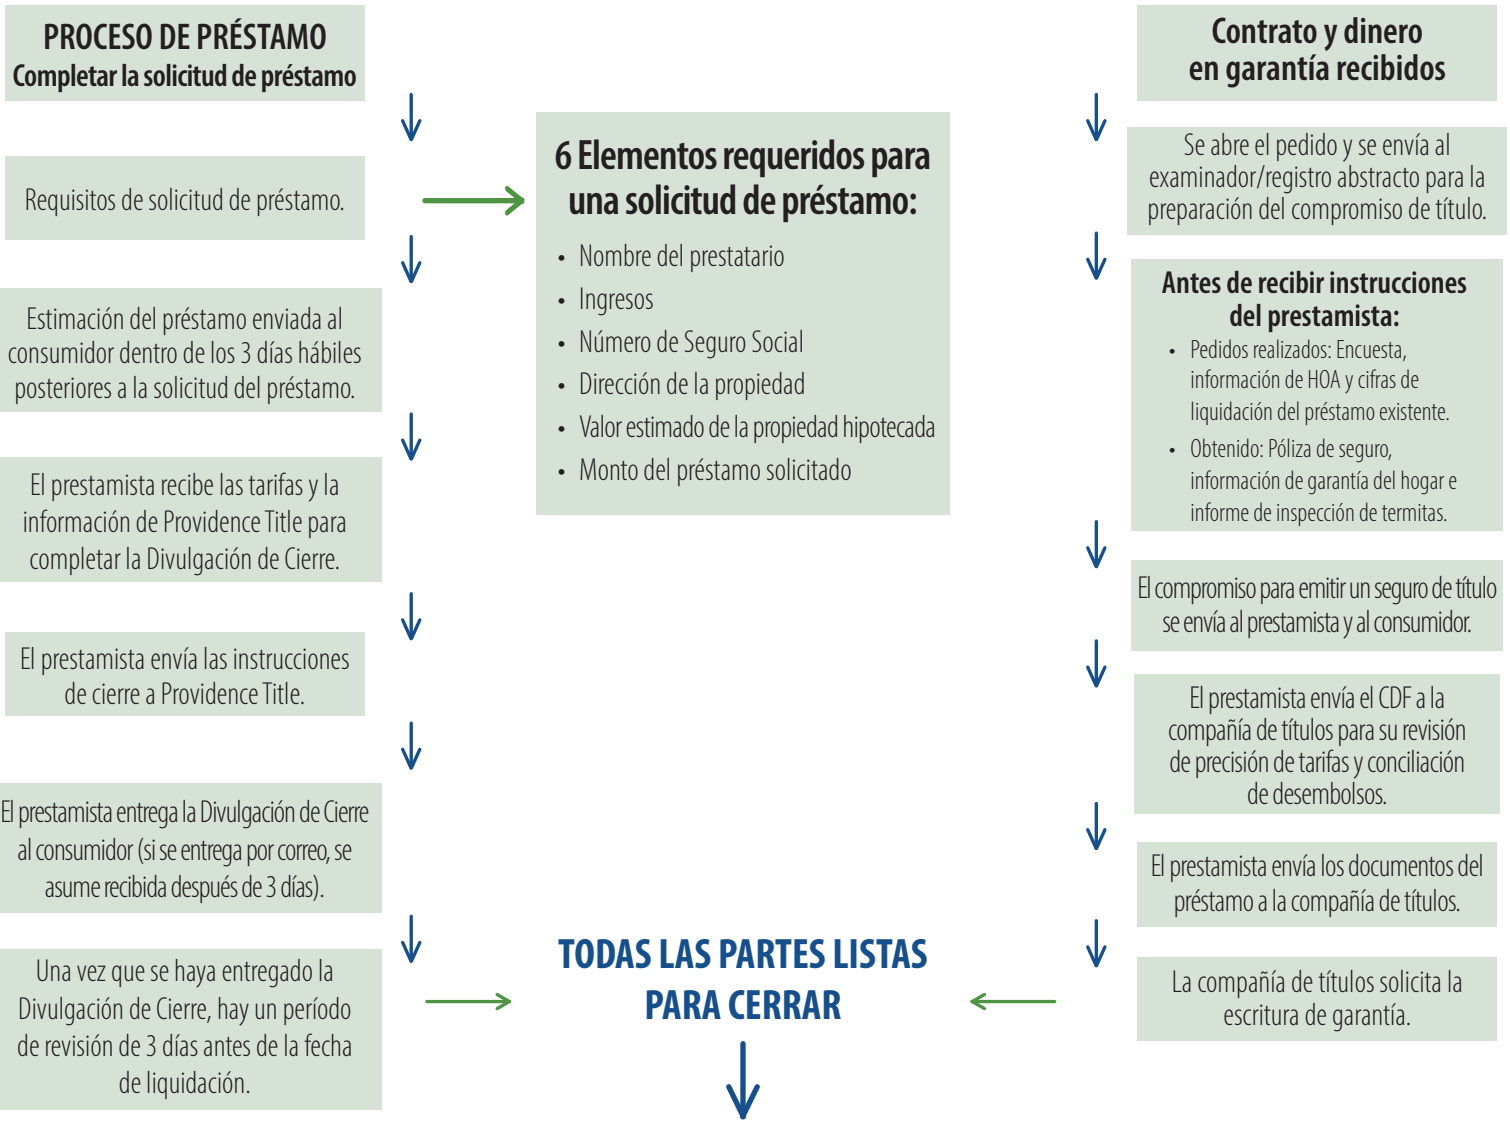 PROCESO DE PRÉSTAMO
Completar la solicitud de préstamo
Requisitos de solicitud de préstamo.
Estimación del préstamo enviada al
consumidor dentro de los 3 días hábiles
posteriores a la solicitud del préstamo.
El prestamista recibe las tarifas y la
información de Providence Title para
completar la Divulgación de Cierre.
El prestamista envía las instrucciones
de cierre a Providence Title.
El prestamista entrega la Divulgación de Cierre
al consumidor (si se entrega por correo, se
asume recibida después de 3 días).
Una vez que se haya entregado la
Divulgación de Cierre, hay un período
de revisión de 3 días antes de la fecha
de liquidación.
6 Elementos requeridos para
una solicitud de préstamo:
• Nombre del prestatario
• Ingresos
• Número de Seguro Social
• Dirección de la propiedad
• Valor estimado de la propiedad hipotecada
• Monto del préstamo solicitado
Contrato y dinero
en garantía recibidos
Se abre el pedido y se envía al
examinador/registro abstracto para la
preparación del compromiso de título.
Antes de recibir instrucciones
del prestamista:
• Pedidos realizados: Encuesta,
información de HOA y cifras de
liquidación del préstamo existente.
• Obtenido: Póliza de seguro,
información de garantía del hogar e
informe de inspección de termitas.
El compromiso para emitir un seguro de título
se envía al prestamista y al consumidor.
El prestamista envía el CDF a la
compañía de títulos para su revisión
de precisión de tarifas y conciliación
de desembolsos.
El prestamista envía los documentos del
préstamo a la compañía de títulos.
La compañía de títulos solicita la
escritura de garantía.
TODAS LAS PARTES LISTAS
PARA CERRAR